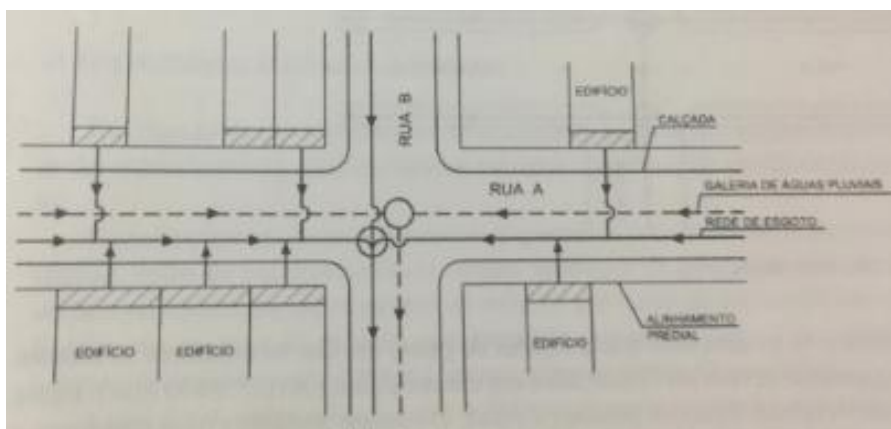 EDIFÍCIO
CALÇADA
RUA B
RUA A
GALERIA DE ÁGUAS PLUVIAIS
REDE DE ESGOTO
ALINHAMENTO
PREDIAL
EDIFÍCIO
EDIFÍCIO
EDIFÍCIO